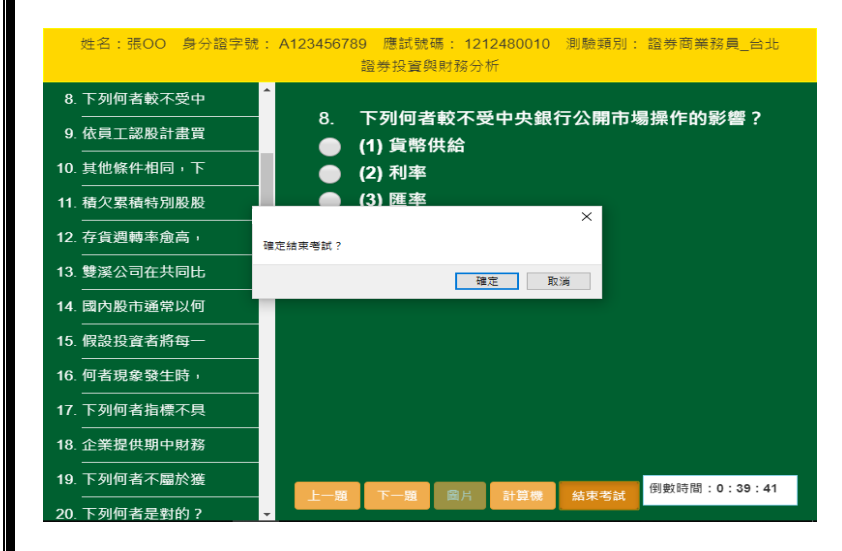 姓名：張OO 身分證字號： A123456789 應試號碼： 1212480010 測驗類別： 證券商業務員_台北
證券投資與財務分析
8. 下列何者較不受中
9. 依員工認股計畫買
10. 其他條件相同，下
11. 積欠累積特別股股
12. 存貨週轉率愈高，
13. 雙溪公司在共同比
14. 國內股市通常以何
15. 假設投資者將每一
16. 何者現象發生時，
17. 下列何者指標不具
18. 企業提供期中財務
19. 下列何者不屬於獲
20. 下列何者是對的？
8. 下列何者較不受中央銀行公開市場操作的影響？
(1) 貨幣供給
(2) 利率
(3) 匯率
確定結束考試？
確定 取消
上一題 下一題 圖片 計算機 結束考試 倒數時間：0：39：41